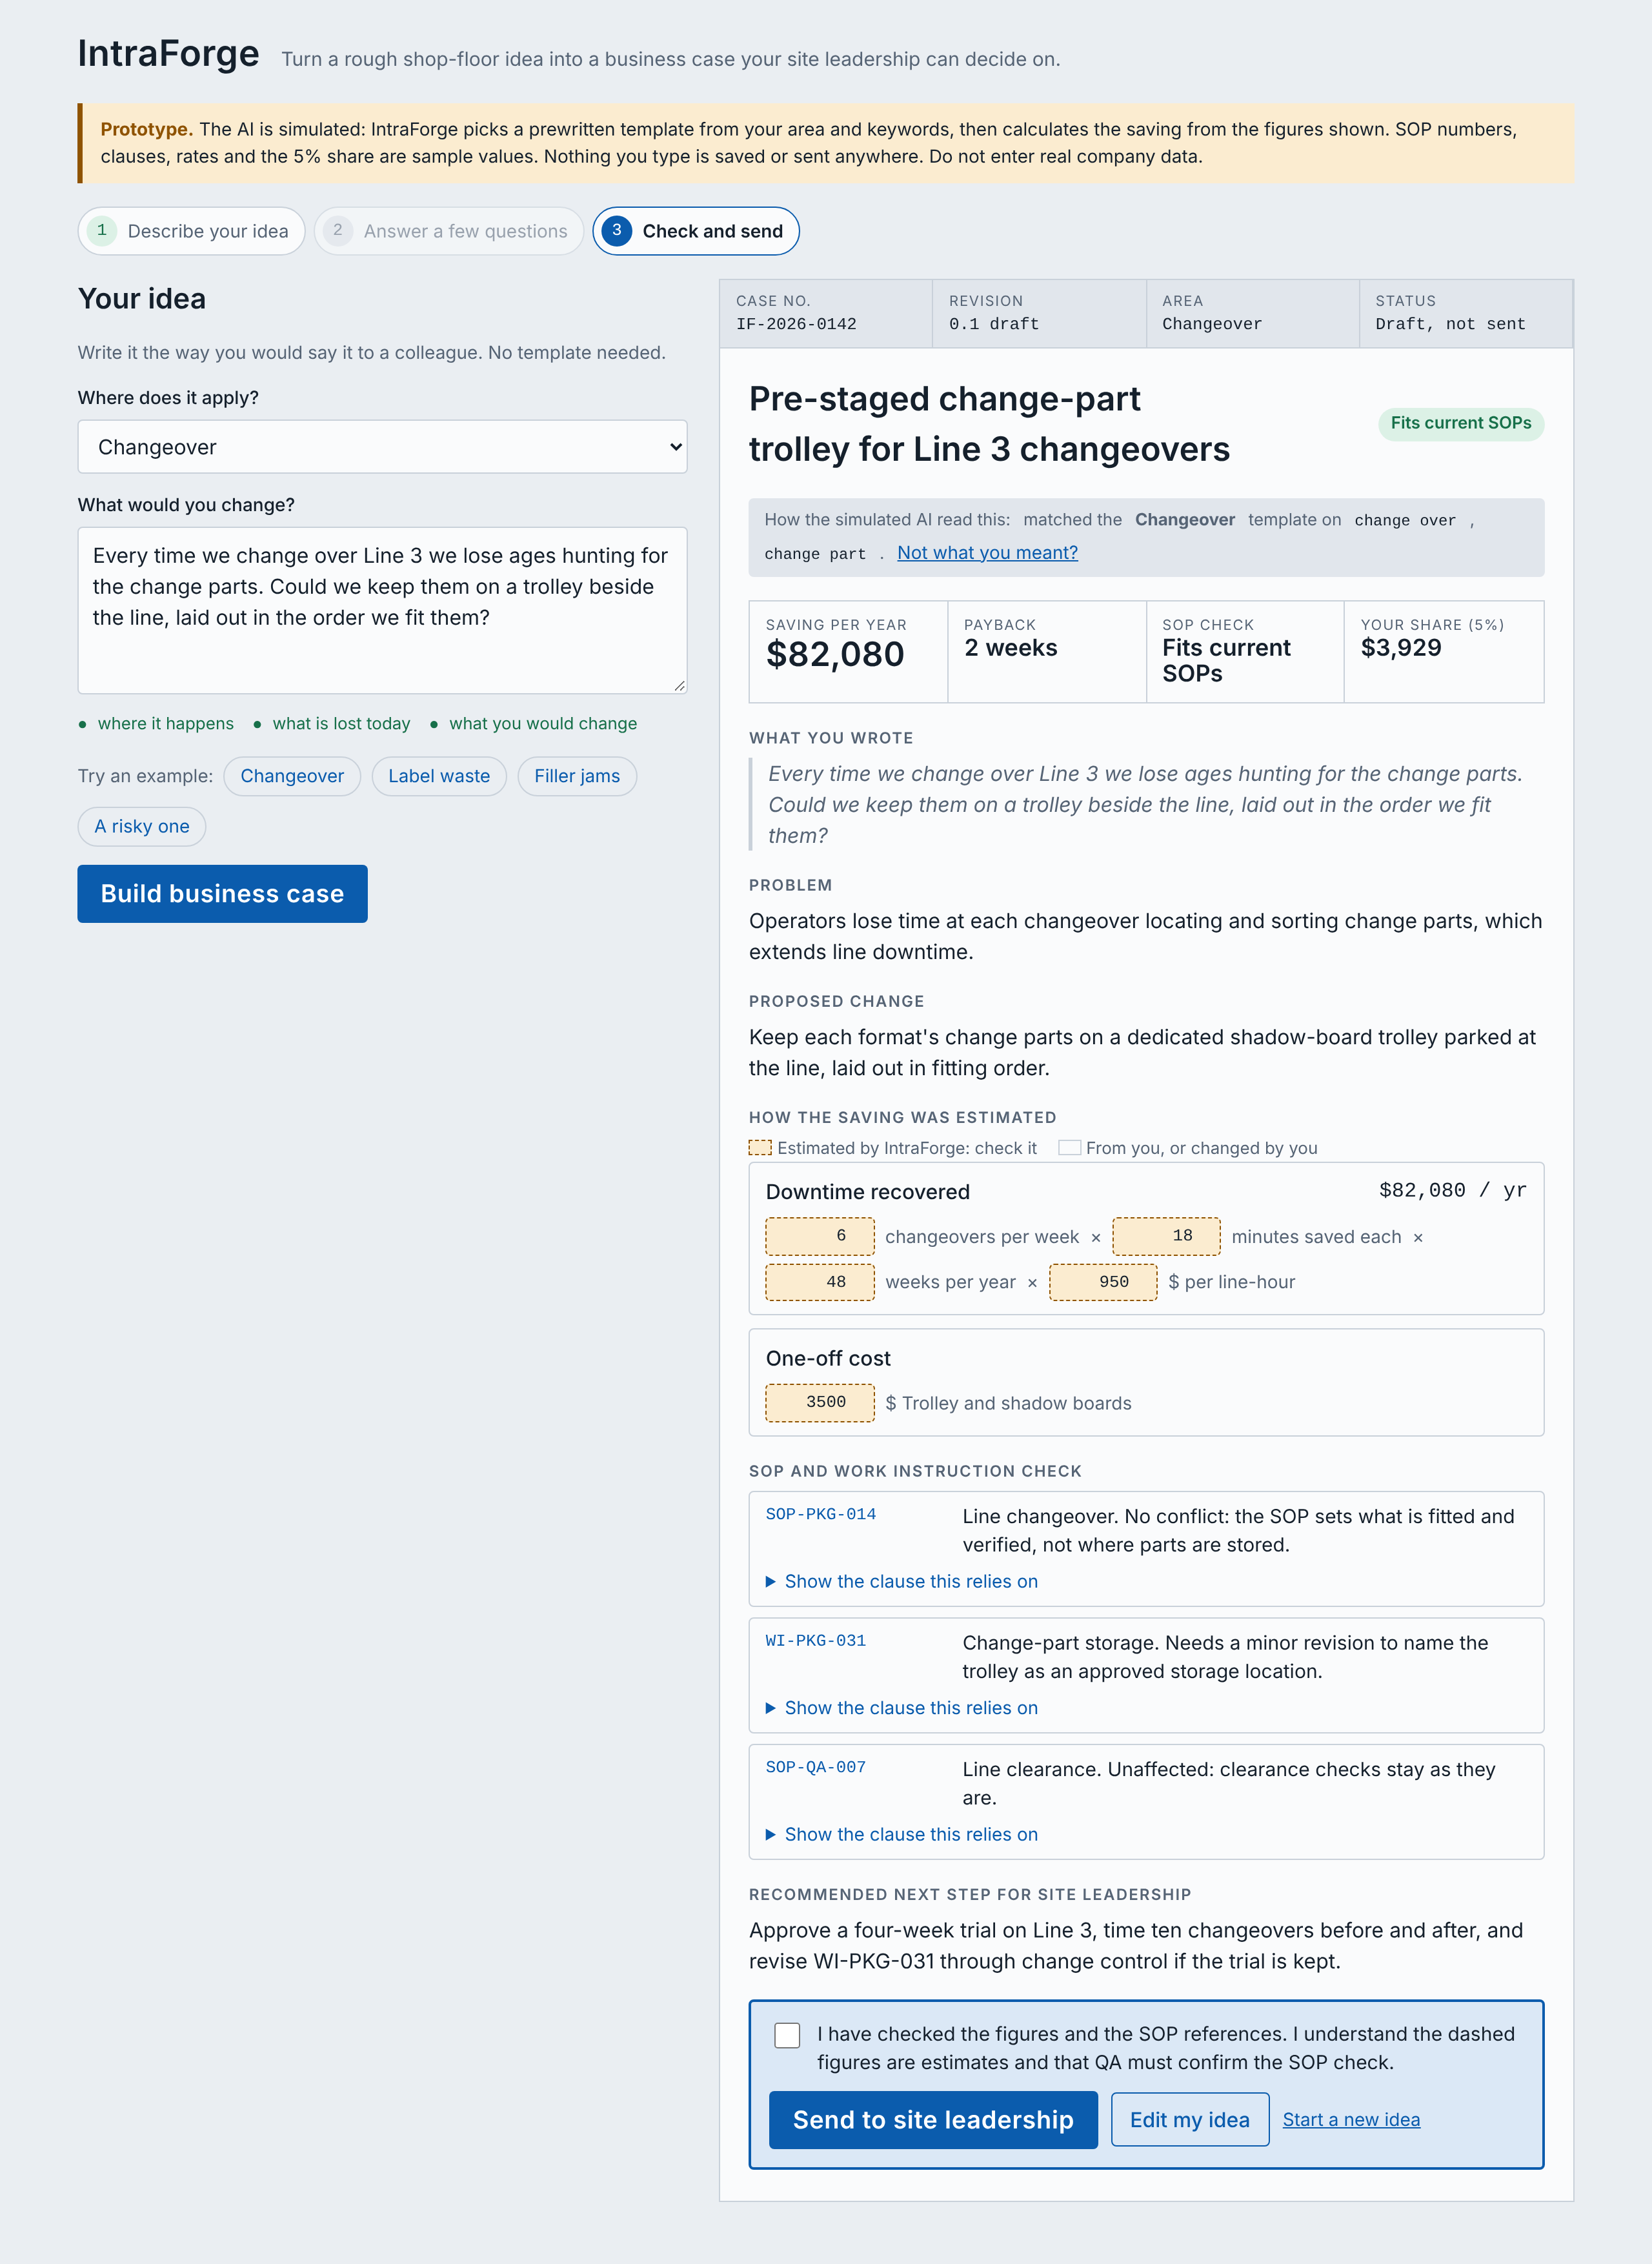 IntraForge Turn a rough shop-floor idea into a business case your site leadership can decide on.
Prototype. The AI is simulated: IntraForge picks a prewritten template from your area and keywords, then calculates the saving from the figures shown. SOP numbers,
clauses, rates and the 5% share are sample values. Nothing you type is saved or sent anywhere. Do not enter real company data.
1 Describe your idea 2 Answer a few questions 3 Check and send
Your idea
Write it the way you would say it to a colleague. No template needed.
Where does it apply?
Changeover
What would you change?
Every time we change over Line 3 we lose ages hunting for
the change parts. Could we keep them on a trolley beside
the line, laid out in the order we fit them?
where it happens what is lost today what you would change
Try an example: Changeover Label waste Filler jams
A risky one
Build business case
CASE NO. REVISION AREA STATUS
IF-2026-0142 0.1 draft Changeover Draft, not sent
Pre-staged change-part
trolley for Line 3 changeovers
Fits current SOPs
How the simulated AI read this: matched the Changeover template on change over ,
change part . Not what you meant?
SAVING PER YEAR PAYBACK SOP CHECK YOUR SHARE (5%)
$82,080 2 weeks Fits current $3,929
SOPs
WHAT YOU WROTE
Every time we change over Line 3 we lose ages hunting for the change parts.
Could we keep them on a trolley beside the line, laid out in the order we fit
them?
PROBLEM
Operators lose time at each changeover locating and sorting change parts, which
extends line downtime.
PROPOSED CHANGE
Keep each format's change parts on a dedicated shadow-board trolley parked at
the line, laid out in fitting order.
HOW THE SAVING WAS ESTIMATED
Estimated by IntraForge: check it From you, or changed by you
Downtime recovered $82,080 / yr
6 changeovers per week × 18 minutes saved each ×
48 weeks per year × 950 $ per line-hour
One-off cost
3500 $ Trolley and shadow boards
SOP AND WORK INSTRUCTION CHECK
SOP-PKG-014 Line changeover. No conflict: the SOP sets what is fitted and
verified, not where parts are stored.
Show the clause this relies on
WI-PKG-031 Change-part storage. Needs a minor revision to name the
trolley as an approved storage location.
Show the clause this relies on
SOP-QA-007 Line clearance. Unaffected: clearance checks stay as they
are.
Show the clause this relies on
RECOMMENDED NEXT STEP FOR SITE LEADERSHIP
Approve a four-week trial on Line 3, time ten changeovers before and after, and
revise WI-PKG-031 through change control if the trial is kept.
I have checked the figures and the SOP references. I understand the dashed
figures are estimates and that QA must confirm the SOP check.
Send to site leadership Edit my idea Start a new idea